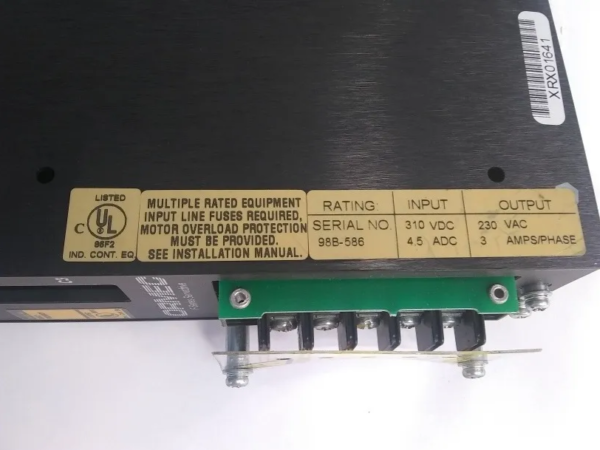 XRX01641
LISTED
C UL
96F2
IND. CONT. EQ
MULTIPLE RATED EQUIPMENT
INPUT LINE FUSES REQUIRED,
MOTOR OVERLOAD PROTECTION
MUST BE PROVIDED.
SEE INSTALLATION MANUAL.
RATING INPUT OUTPUT
SERIAL NO. 310 VDC 230 VAC
98B-586 4.5 ADC 3 AMPS/PHASE
ORMEC